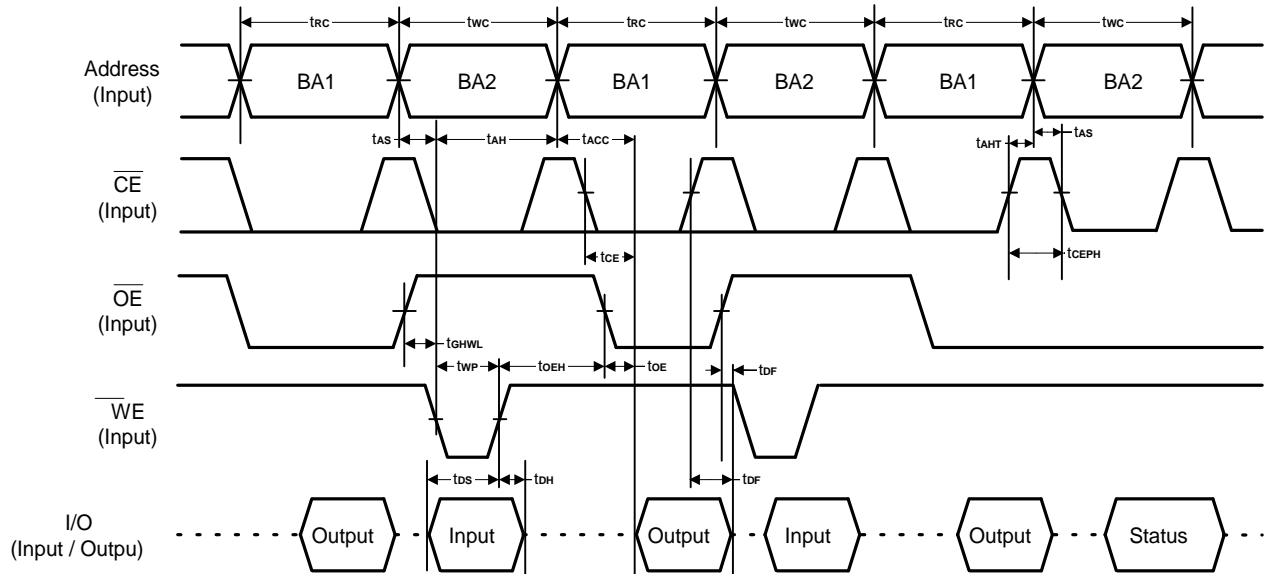 tRC tWC tRC tWC tRC tWC
Address
(Input)
BA1 BA2 BA1 BA2 BA1 BA2
tAS tAH tACC tAHT tAS
CE
(Input)
tCE tCEPH
OE
(Input)
tGHWL
tWP tOEH tOE tDF
WE
(Input)
tDS tDH tDF
I/O
(Input / Outpu)
Output Input Output Input Output Status